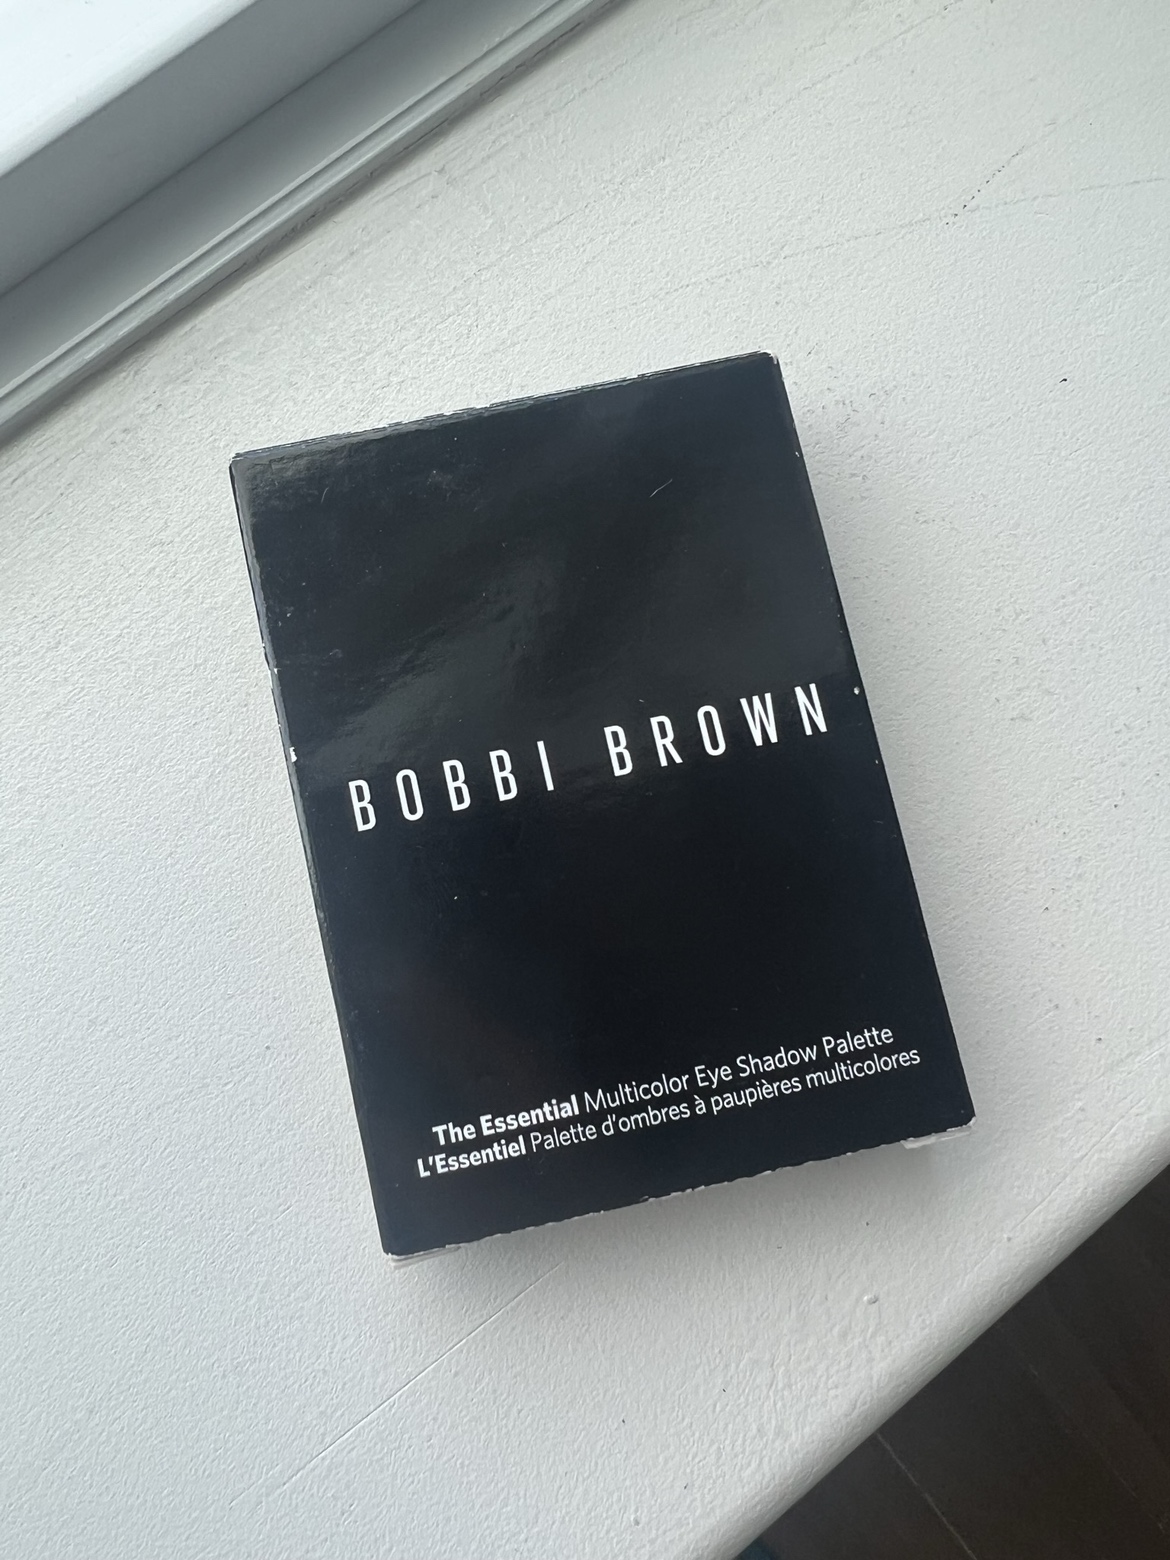 BOBBI BROWN
The Essential Multicolor Eye Shadow Palette
L'Essentiel Palette d'ombres à paupières multicolores